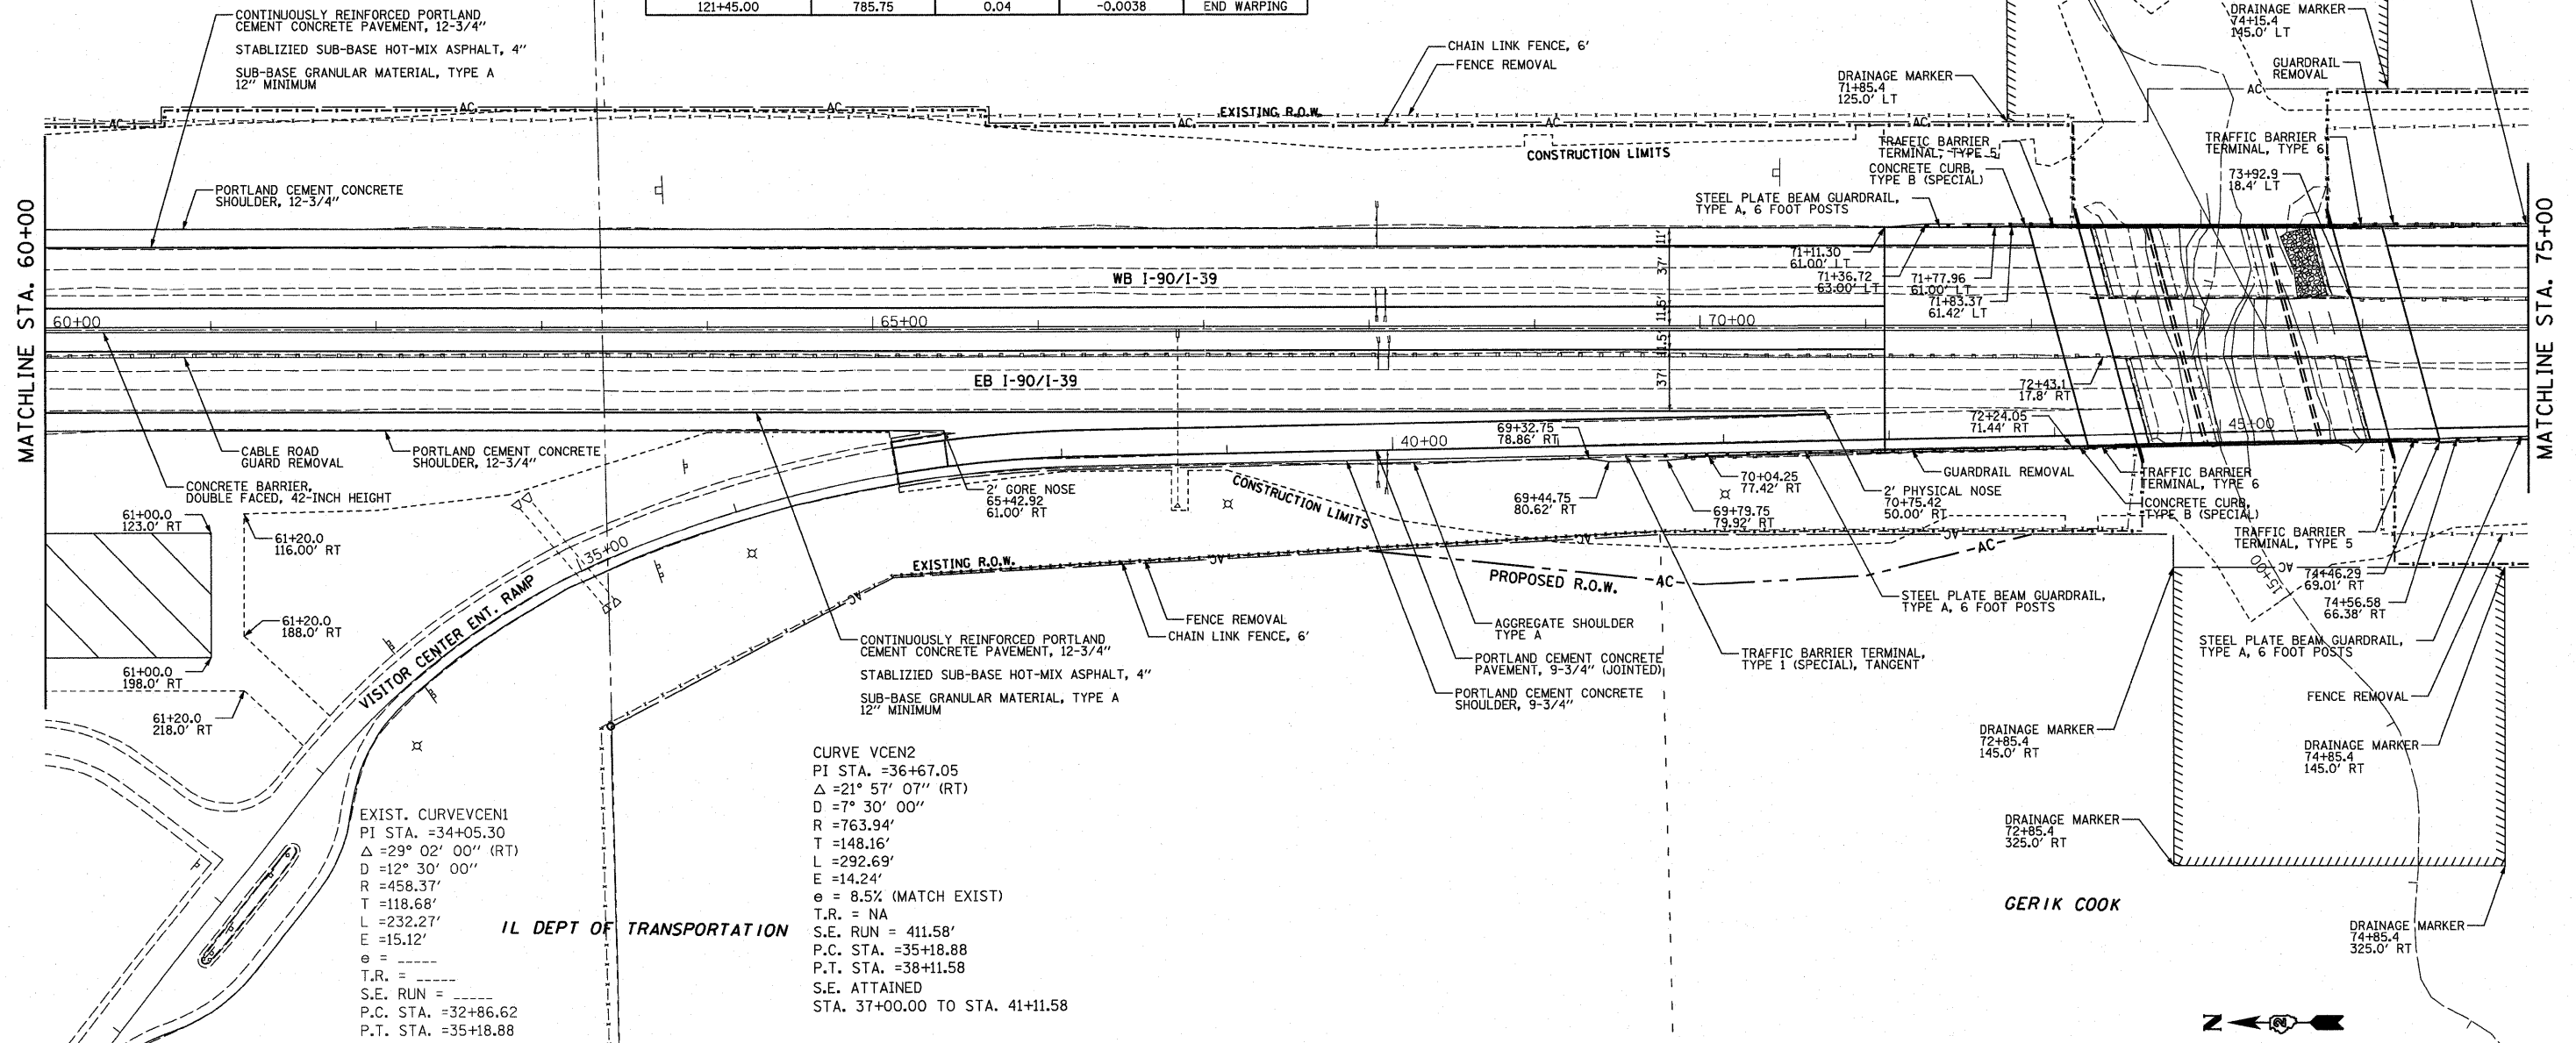 121+45.00 785.75 0.04 -0.0038 END WARPING
CONTINUOUSLY REINFORCED PORTLAND
CEMENT CONCRETE PAVEMENT, 12-3/4"
STABLIZIED SUB-BASE HOT-MIX ASPHALT, 4"
SUB-BASE GRANULAR MATERIAL, TYPE A
12" MINIMUM
CHAIN LINK FENCE, 6'
FENCE REMOVAL
DRAINAGE MARKER
71+85.4
125.0' LT
DRAINAGE MARKER
74+15.4
145.0' LT
GUARDRAIL
REMOVAL
AC
AC
AC
AC
EXISTING R.O.W.
AC
AC
AC
AC
CONSTRUCTION LIMITS
TRAFFIC BARRIER
TERMINAL, TYPE 5
CONCRETE CURB,
TYPE B (SPECIAL)
STEEL PLATE BEAM GUARDRAIL,
TYPE A, 6 FOOT POSTS
TRAFFIC BARRIER
TERMINAL, TYPE 6
73+92.9
18.4' LT
PORTLAND CEMENT CONCRETE
SHOULDER, 12-3/4"
MATCHLINE STA. 60+00
MATCHLINE STA. 75+00
11'
37'
11.5'
11.5'
37'
71+11.30
61.00' LT
71+36.72
63.00' LT
71+77.96
61.00' LT
71+83.37
61.42' LT
WB I-90/I-39
60+00
65+00
70+00
EB I-90/I-39
72+43.1
17.8' RT
72+24.05
71.44' RT
69+32.75
78.86' RT
40+00
45+00
CABLE ROAD
GUARD REMOVAL
PORTLAND CEMENT CONCRETE
SHOULDER, 12-3/4"
CONCRETE BARRIER,
DOUBLE FACED, 42-INCH HEIGHT
2' GORE NOSE
65+42.92
61.00' RT
CONSTRUCTION LIMITS
69+44.75
80.62' RT
70+04.25
77.42' RT
69+79.75
79.92' RT
GUARDRAIL REMOVAL
2' PHYSICAL NOSE
70+75.42
50.00' RT
TRAFFIC BARRIER
TERMINAL, TYPE 6
CONCRETE CURB,
TYPE B (SPECIAL)
TRAFFIC BARRIER
TERMINAL, TYPE 5
61+00.0
123.0' RT
61+20.0
116.00' RT
35+00
EXISTING R.O.W.
AC
AC
AC
AC
AC
AC
AC
PROPOSED R.O.W.
15+00
74+46.29
69.01' RT
74+56.58
66.38' RT
61+20.0
188.0' RT
61+00.0
198.0' RT
61+20.0
218.0' RT
VISITOR CENTER ENT. RAMP
FENCE REMOVAL
CHAIN LINK FENCE, 6'
STEEL PLATE BEAM GUARDRAIL,
TYPE A, 6 FOOT POSTS
AGGREGATE SHOULDER
TYPE A
CONTINUOUSLY REINFORCED PORTLAND
CEMENT CONCRETE PAVEMENT, 12-3/4"
STABLIZIED SUB-BASE HOT-MIX ASPHALT, 4"
SUB-BASE GRANULAR MATERIAL, TYPE A
12" MINIMUM
PORTLAND CEMENT CONCRETE
PAVEMENT, 9-3/4" (JOINTED)
PORTLAND CEMENT CONCRETE
SHOULDER, 9-3/4"
TRAFFIC BARRIER TERMINAL,
TYPE 1 (SPECIAL), TANGENT
STEEL PLATE BEAM GUARDRAIL,
TYPE A, 6 FOOT POSTS
FENCE REMOVAL
DRAINAGE MARKER
72+85.4
145.0' RT
DRAINAGE MARKER
74+85.4
145.0' RT
DRAINAGE MARKER
72+85.4
325.0' RT
GERIK COOK
DRAINAGE MARKER
74+85.4
325.0' RT
EXIST. CURVEVCEN1
PI STA. =34+05.30
Δ =29° 02' 00" (RT)
D =12° 30' 00"
R =458.37'
T =118.68'
L =232.27'
E =15.12'
e = _____
T.R. = _____
S.E. RUN = _____
P.C. STA. =32+86.62
P.T. STA. =35+18.88
IL DEPT OF TRANSPORTATION
CURVE VCEN2
PI STA. =36+67.05
Δ =21° 57' 07" (RT)
D =7° 30' 00"
R =763.94'
T =148.16'
L =292.69'
E =14.24'
e = 8.5% (MATCH EXIST)
T.R. = NA
S.E. RUN = 411.58'
P.C. STA. =35+18.88
P.T. STA. =38+11.58
S.E. ATTAINED
STA. 37+00.00 TO STA. 41+11.58
N